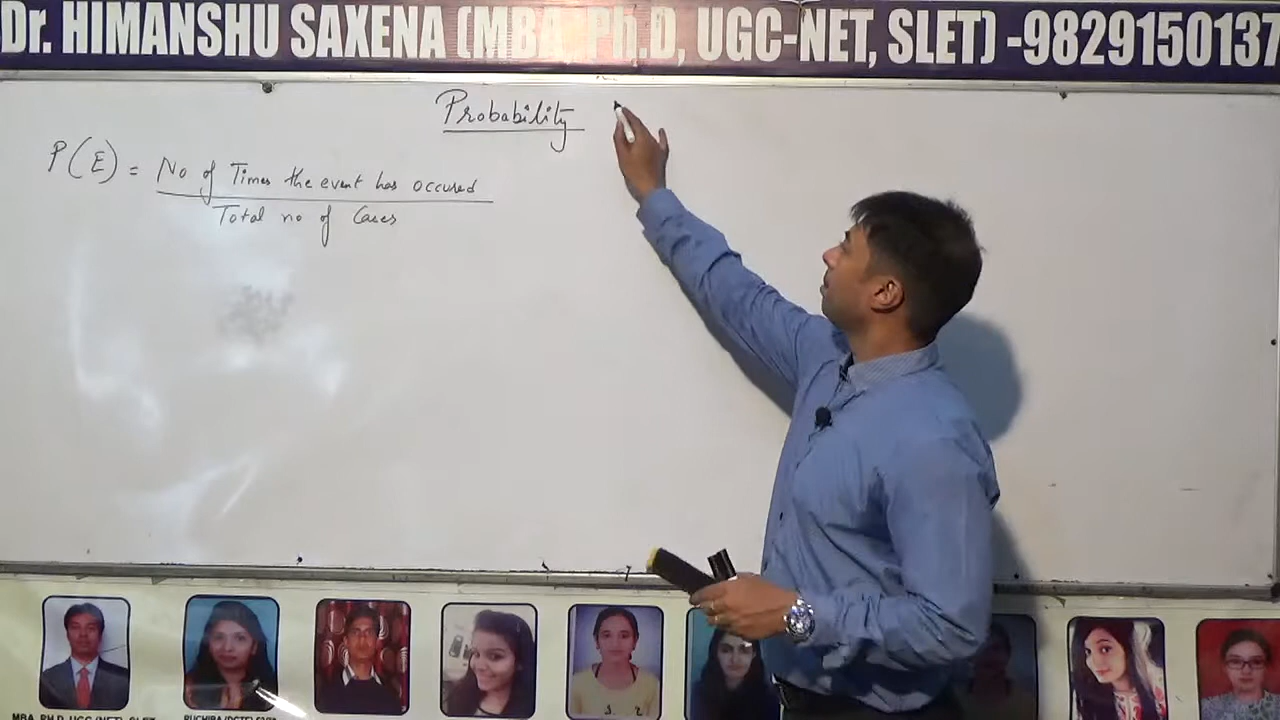 Dr. HIMANSHU SAXENA (MBA, Ph.D, UGC-NET, SLET) -9829150137
Probability
P(E) = No of Times the event has occured
Total no of Cases